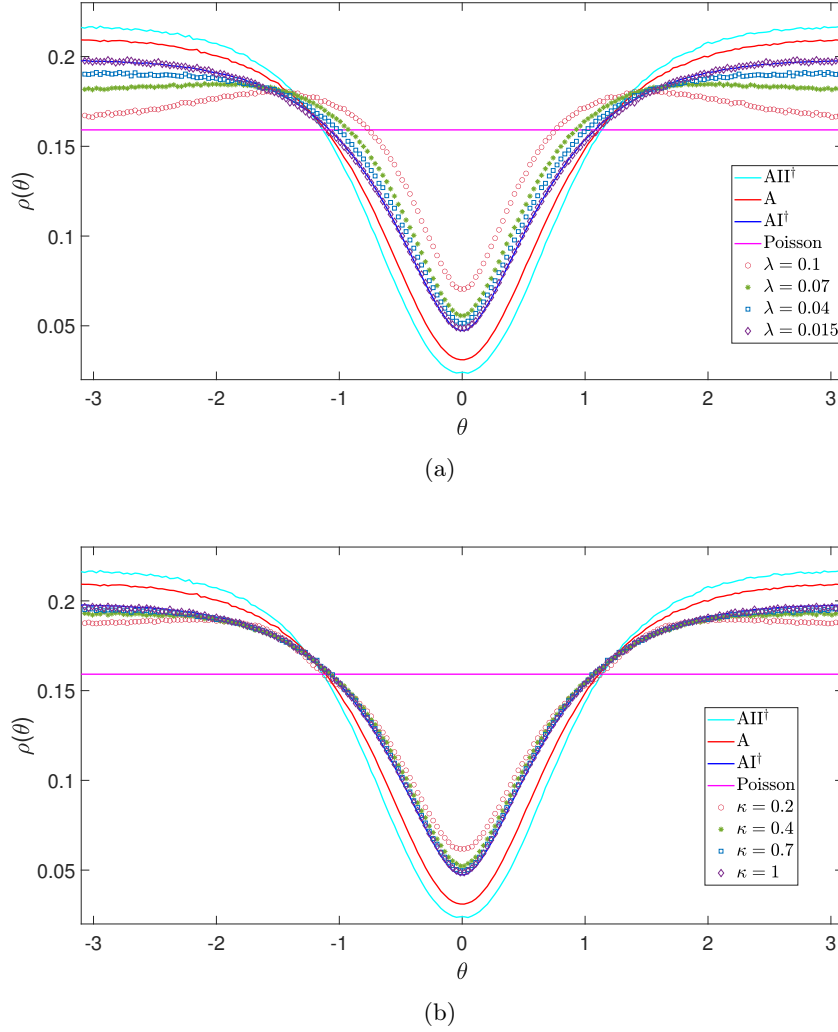 0.2
0.15
0.1
0.05
ρ(θ)
AII†
A
AI†
Poisson
λ = 0.1
λ = 0.07
λ = 0.04
λ = 0.015
-3 -2 -1 0 1 2 3
θ
(a)
0.2
0.15
0.1
0.05
ρ(θ)
AII†
A
AI†
Poisson
κ = 0.2
κ = 0.4
κ = 0.7
κ = 1
-3 -2 -1 0 1 2 3
θ
(b)